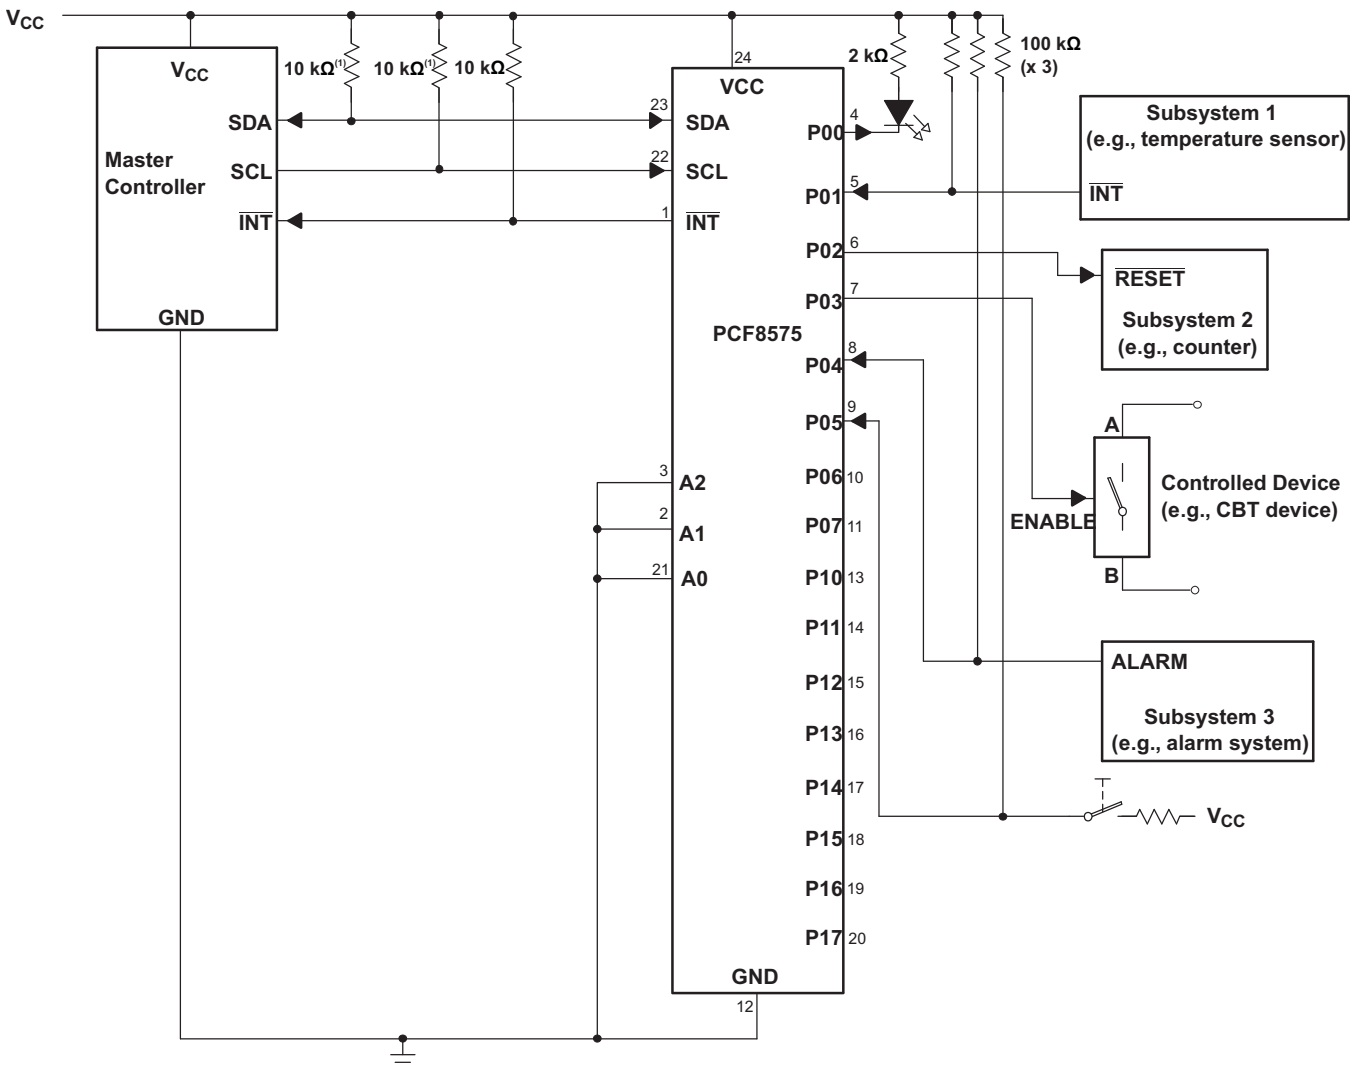 VCC
24
2 kΩ
100 kΩ
(x 3)
10 kΩ(1)
10 kΩ(1)
10 kΩ
VCC
SDA
SCL
INT
Master
Controller
GND
23
22
1
VCC
SDA
SCL
INT
PCF8575
3
A2
2
A1
21
A0
GND
12
P00
4
P01
5
P02
6
P03
7
P04
8
P05
9
P06 10
P07 11
P10 13
P11 14
P12 15
P13 16
P14 17
P15 18
P16 19
P17 20
Subsystem 1
(e.g., temperature sensor)
INT
RESET
Subsystem 2
(e.g., counter)
A
ENABLE
B
Controlled Device
(e.g., CBT device)
ALARM
Subsystem 3
(e.g., alarm system)
VCC